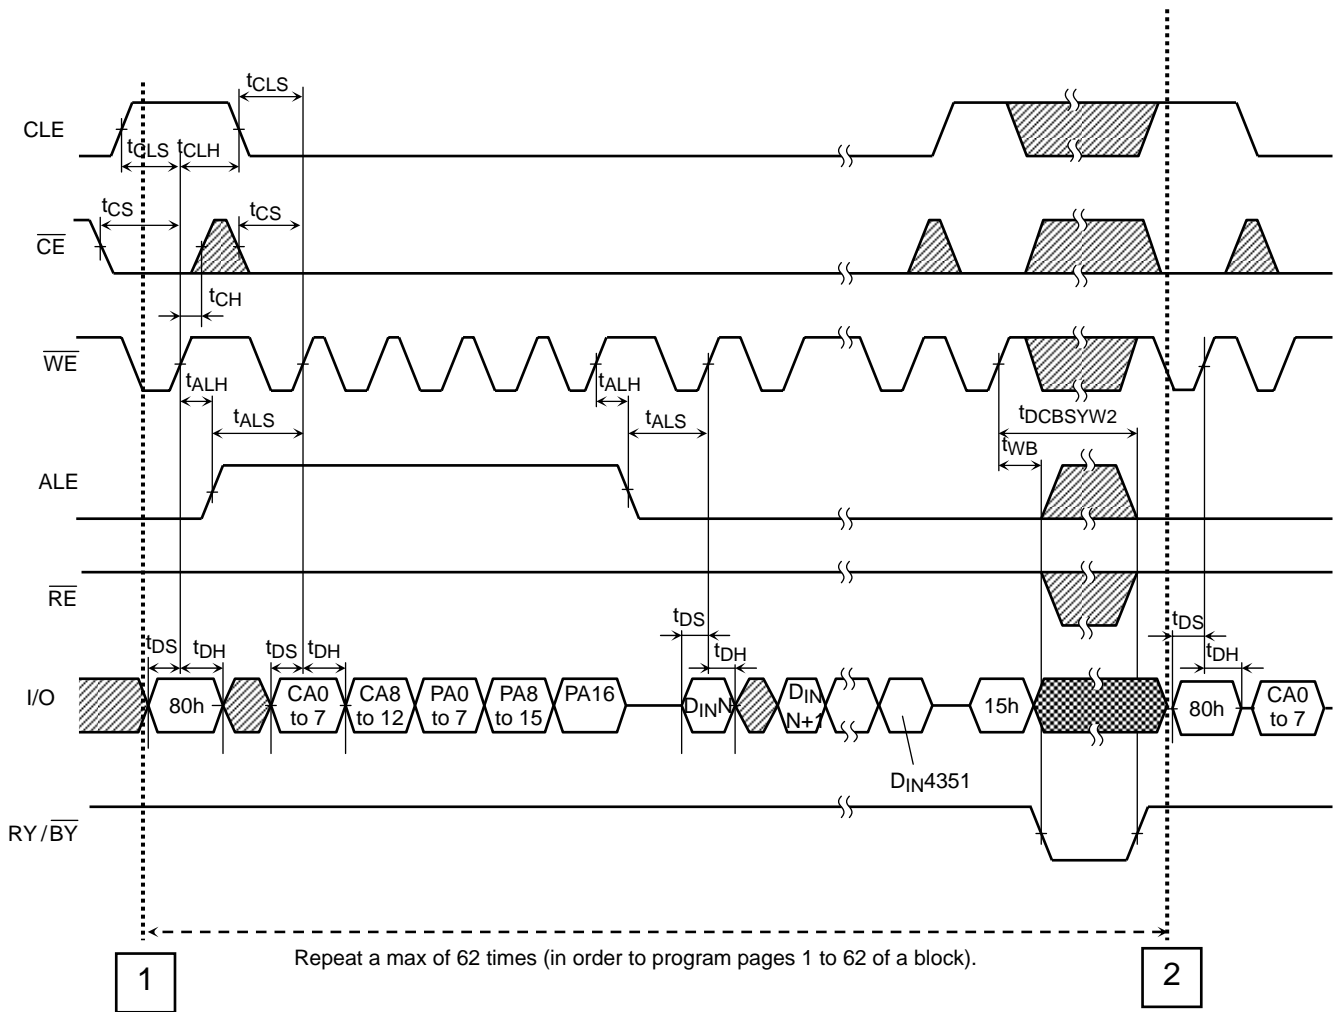 tCLS
CLE
tCLS tCLH
tCS tCS
CE
tCH
WE
tALH tALH
tALS tALS tDCBSYW2
tWB
ALE
RE
tDS tDH tDS tDH tDS tDH tDS tDH
I/O
80h
CA0 to 7
CA8 to 12
PA0 to 7
PA8 to 15
PA16
DINN
DIN N+1
15h
80h
CA0 to 7
DIN4351
RY/BY
Repeat a max of 62 times (in order to program pages 1 to 62 of a block).
1
2